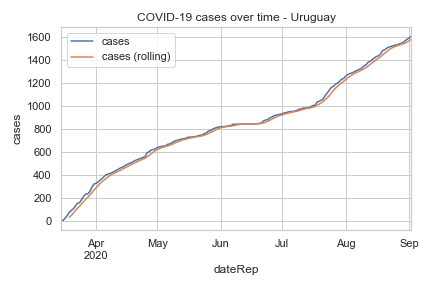 COVID-19 cases over time - Uruguay
cases
cases (rolling)
1600
1400
1200
1000
800
600
400
200
0
cases
Apr
2020
May
Jun
Jul
Aug
Sep
dateRep